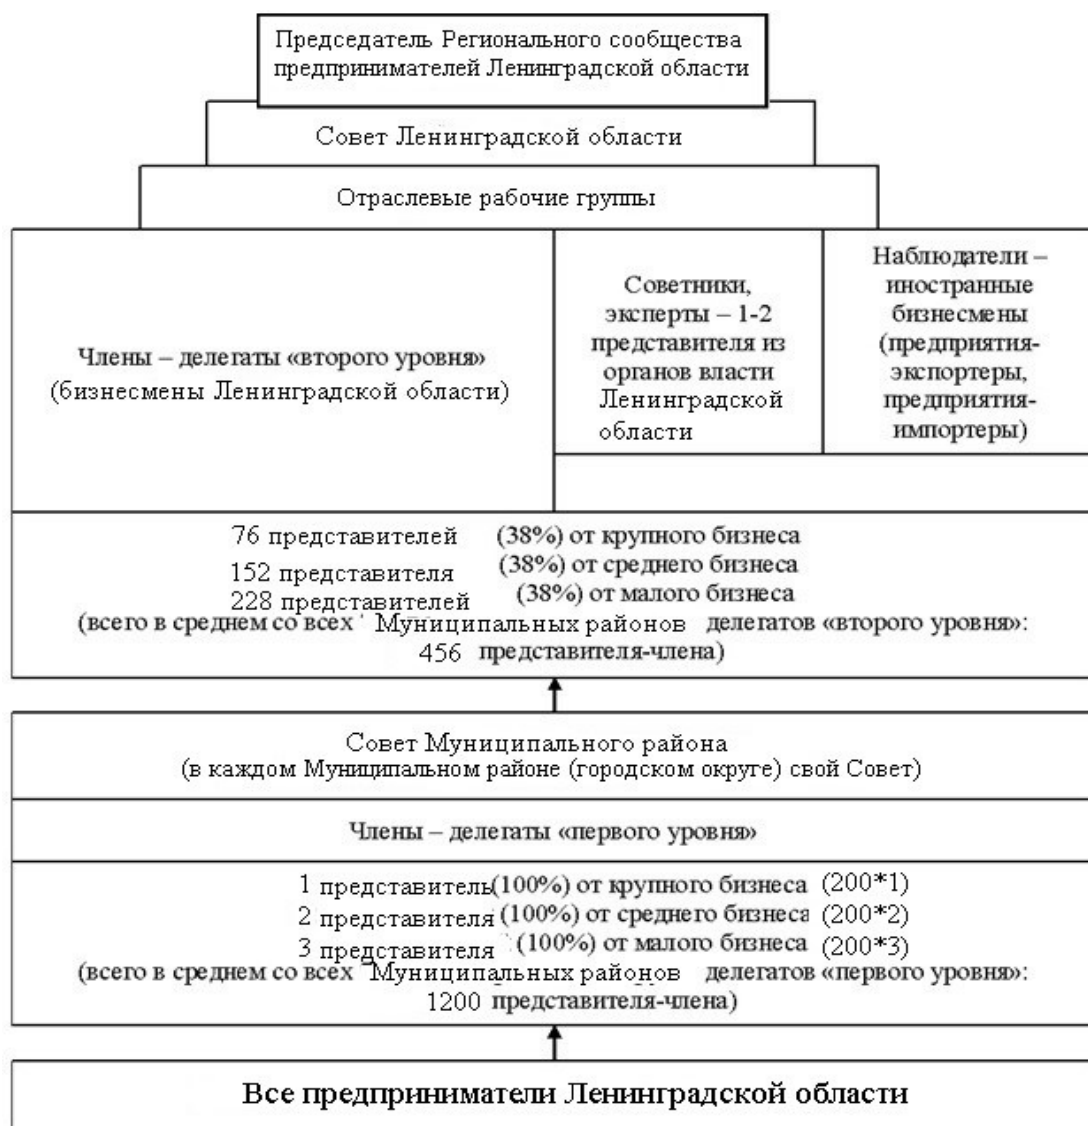 Председатель Регионального сообщества
предпринимателей Ленинградской области
Совет Ленинградской области
Отраслевые рабочие группы
Члены – делегаты «второго уровня»
(бизнесмены Ленинградской области)
Советники,
эксперты – 1-2
представителя из
органов власти
Ленинградской
области
Наблюдатели –
иностранные
бизнесмены
(предприятия-
экспортеры,
предприятия-
импортеры)
76 представителей (38%) от крупного бизнеса
152 представителя (38%) от среднего бизнеса
228 представителей (38%) от малого бизнеса
(всего в среднем со всех Муниципальных районов делегатов «второго уровня»:
456 представителя-члена)
Совет Муниципального района
(в каждом Муниципальном районе (городском округе) свой Совет)
Члены – делегаты «первого уровня»
1 представитель (100%) от крупного бизнеса (200*1)
2 представителя (100%) от среднего бизнеса (200*2)
3 представителя (100%) от малого бизнеса (200*3)
(всего в среднем со всех Муниципальных районов делегатов «первого уровня»:
1200 представителя-члена)
Все предприниматели Ленинградской области